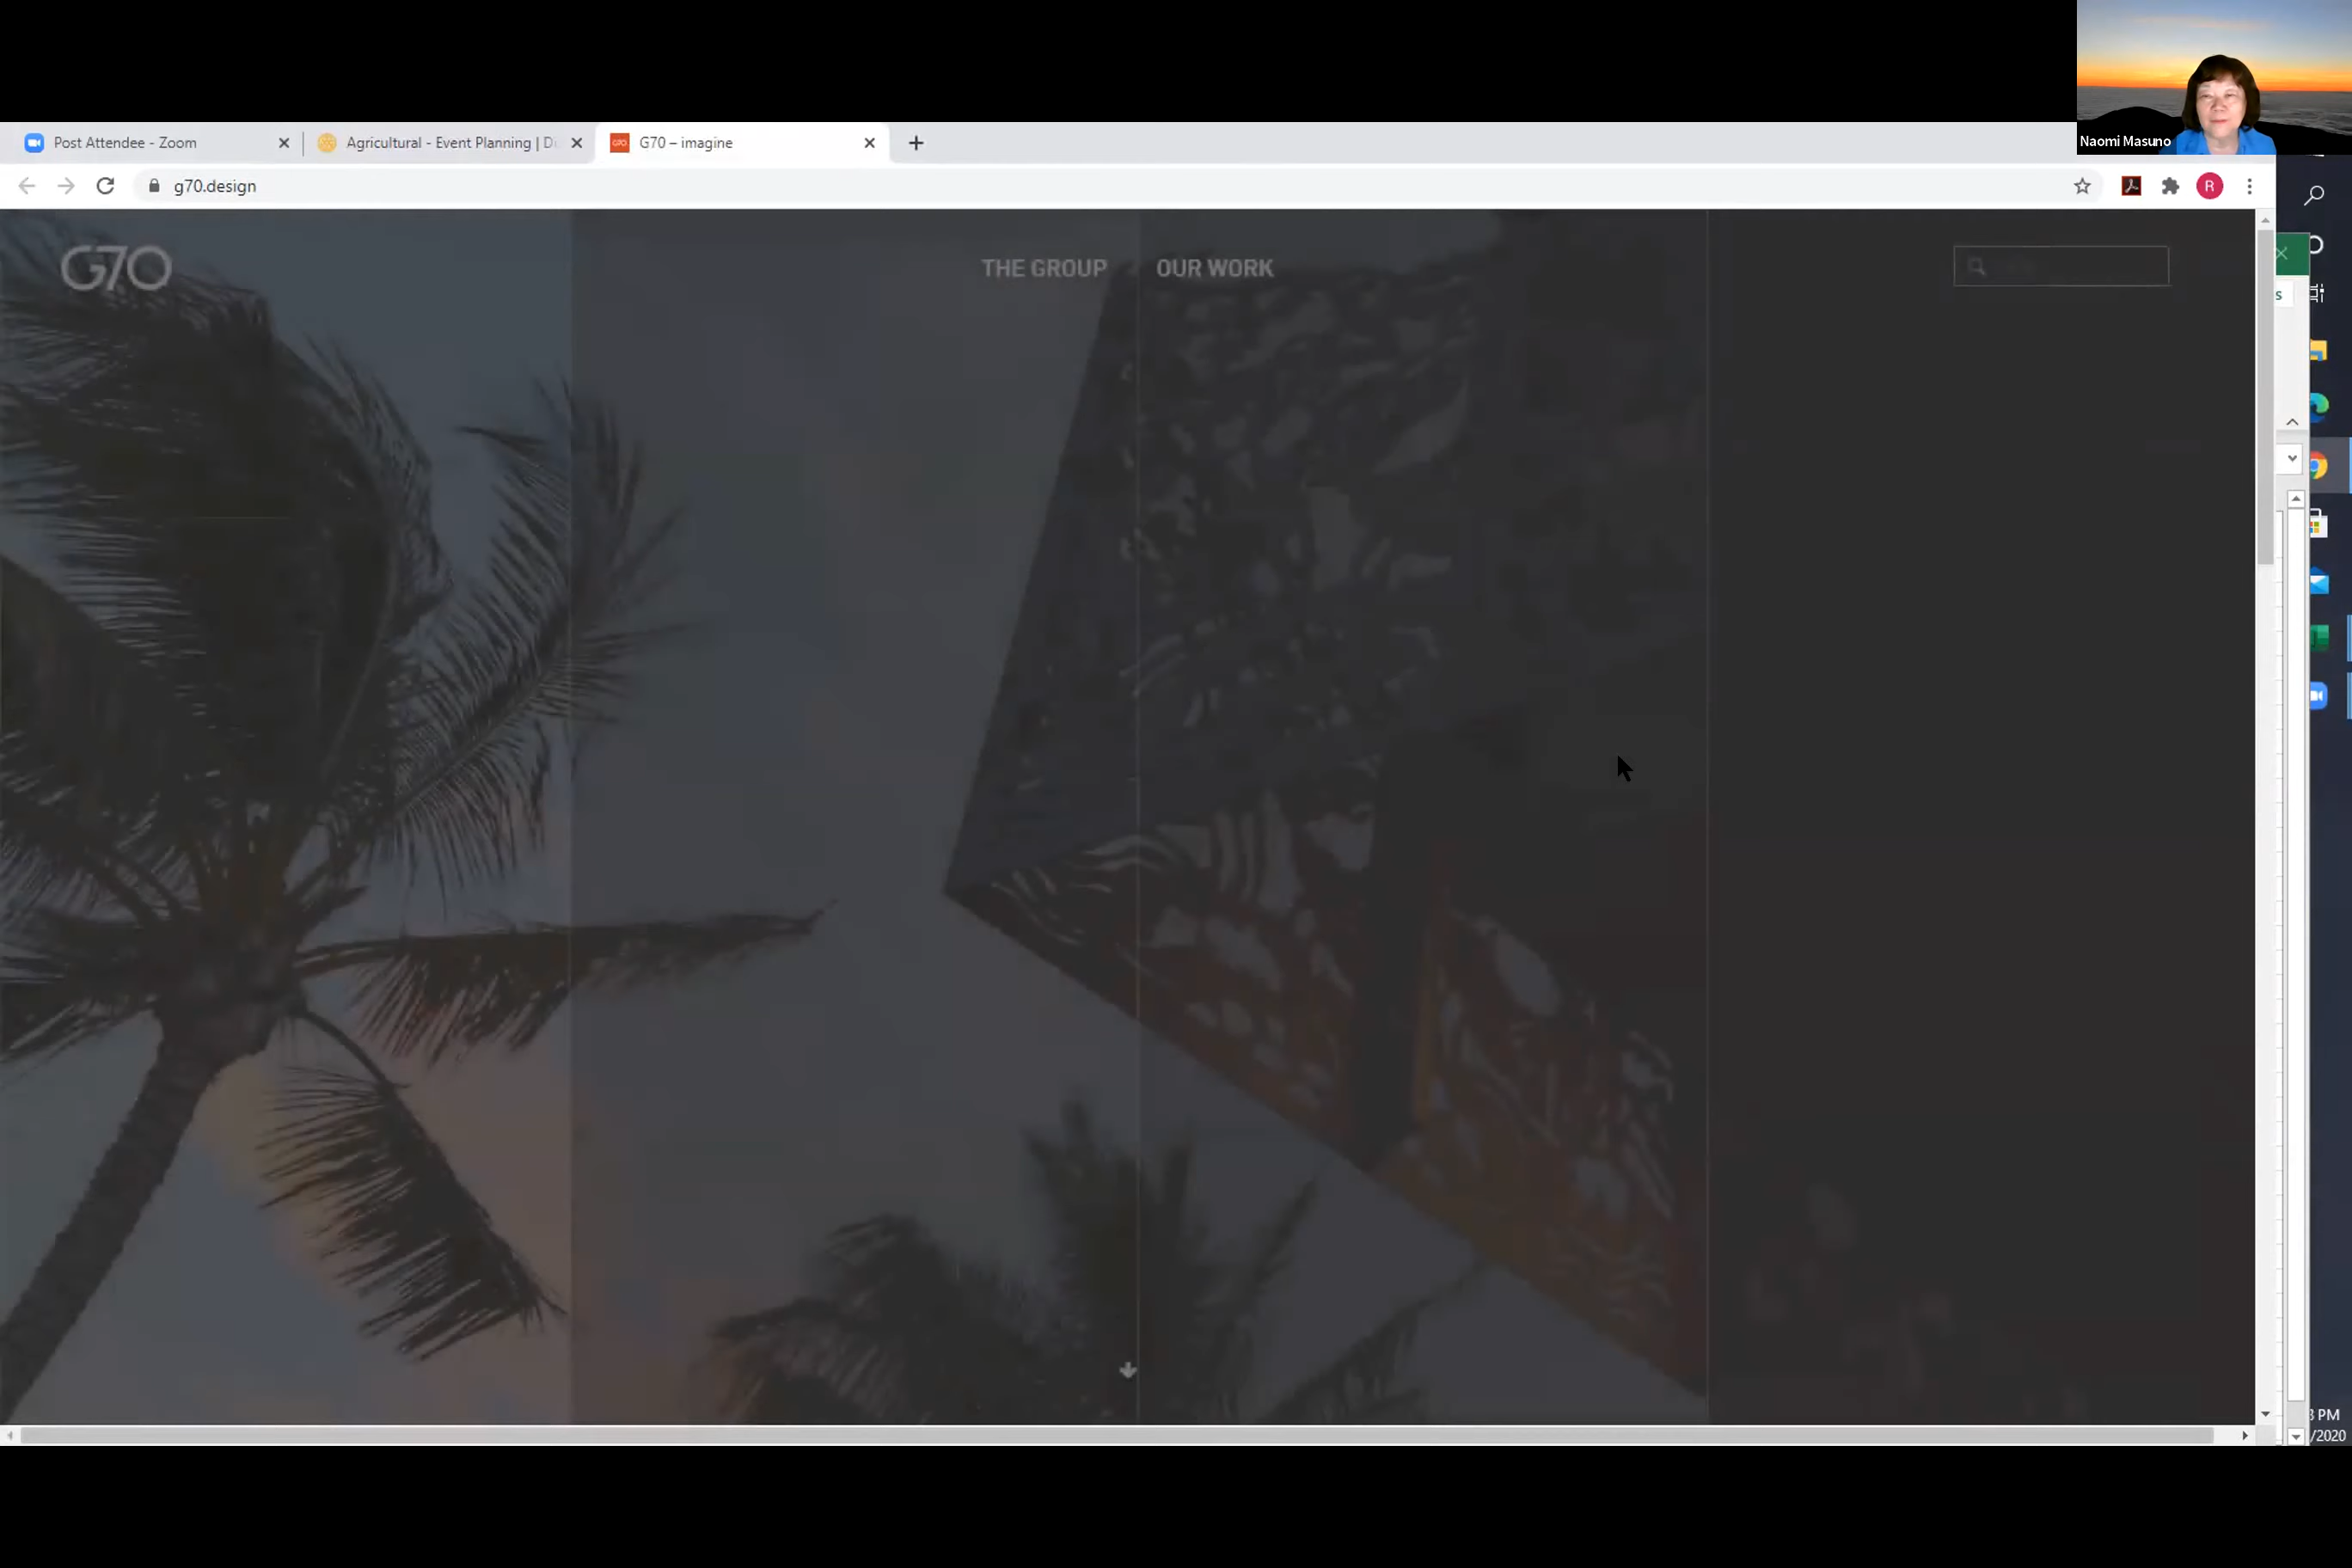 Naomi Masuno
Post Attendee - Zoom
Agricultural - Event Planning | D
G70 – imagine
g70.design
R
G70
THE GROUP
OUR WORK
s
3 PM
/2020